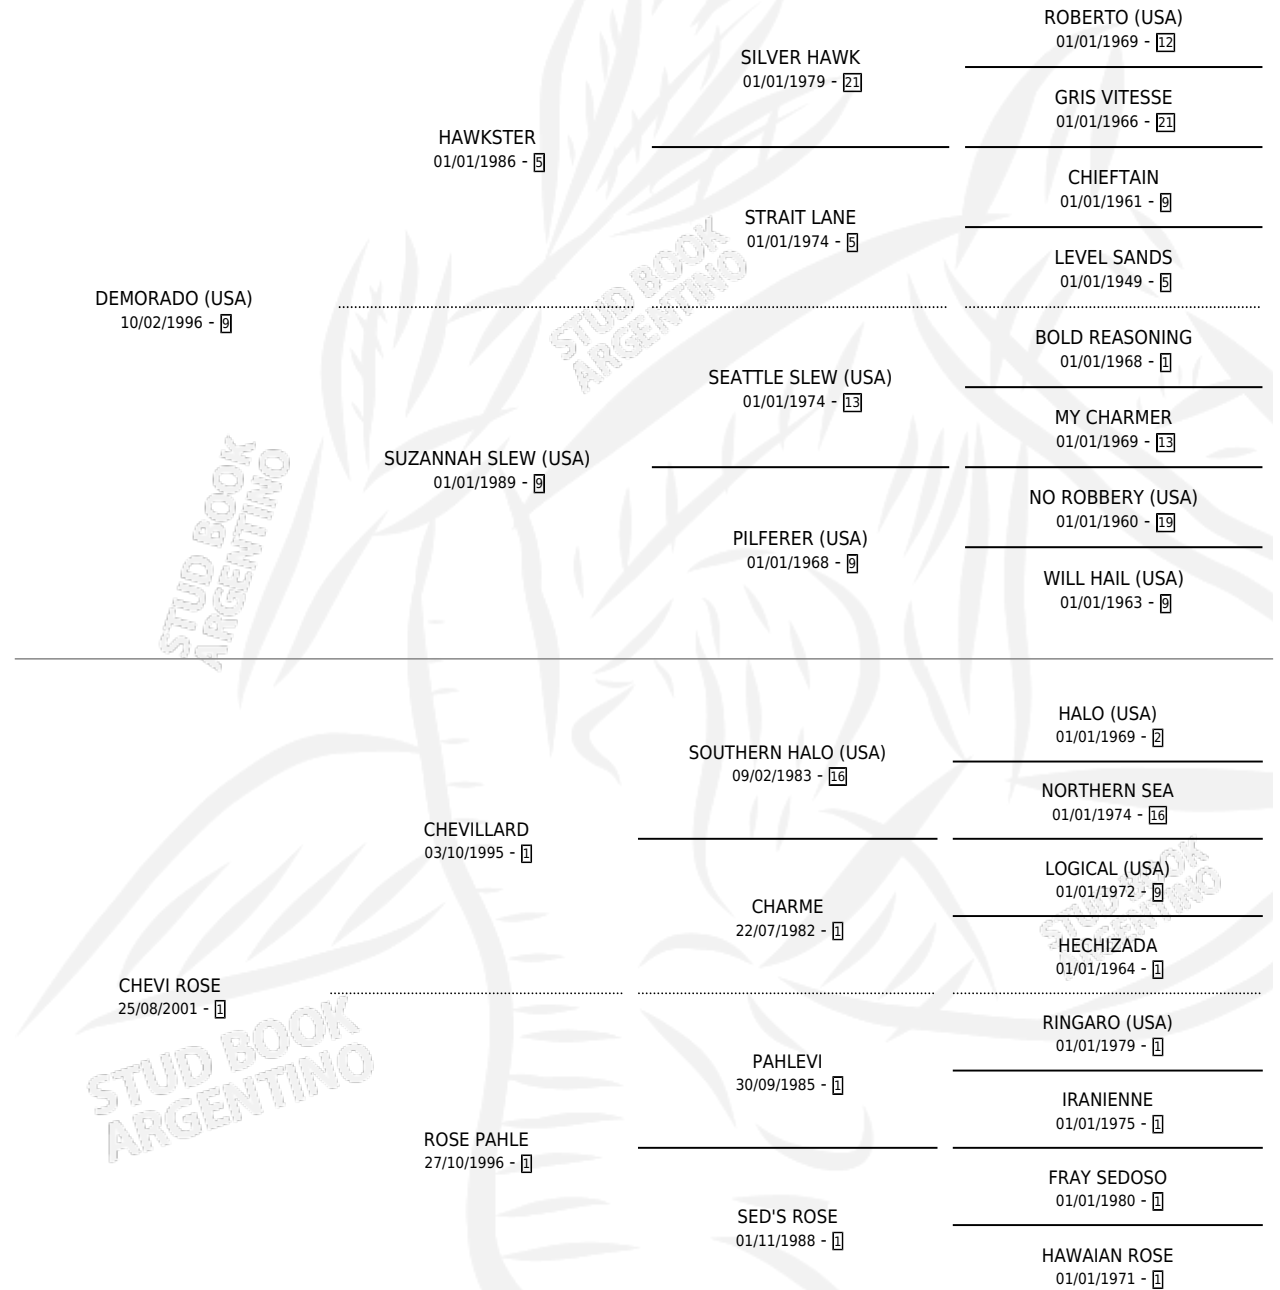 ROBERTO (USA)
01/01/1969 - 12
SILVER HAWK
01/01/1979 - 21
GRIS VITESSE
01/01/1966 - 21
HAWKSTER
01/01/1986 - 5
CHIEFTAIN
01/01/1961 - 9
STRAIT LANE
01/01/1974 - 5
LEVEL SANDS
01/01/1949 - 5
DEMORADO (USA)
10/02/1996 - 9
STUD BOOK
ARGENTINO
BOLD REASONING
01/01/1968 - 1
SEATTLE SLEW (USA)
01/01/1974 - 13
MY CHARMER
01/01/1969 - 13
SUZANNAH SLEW (USA)
01/01/1989 - 9
NO ROBBERY (USA)
01/01/1960 - 19
PILFERER (USA)
01/01/1968 - 9
WILL HAIL (USA)
01/01/1963 - 9
STUD BOOK
ARGENTINO
HALO (USA)
01/01/1969 - 2
SOUTHERN HALO (USA)
09/02/1983 - 16
NORTHERN SEA
01/01/1974 - 16
CHEVILLARD
03/10/1995 - 1
LOGICAL (USA)
01/01/1972 - 9
CHARME
22/07/1982 - 1
HECHIZADA
01/01/1964 - 1
STUD BOOK
ARGENTINO
CHEVI ROSE
25/08/2001 - 1
STUD BOOK
ARGENTINO
RINGARO (USA)
01/01/1979 - 1
PAHLEVI
30/09/1985 - 1
IRANIENNE
01/01/1975 - 1
ROSE PAHLE
27/10/1996 - 1
FRAY SEDOSO
01/01/1980 - 1
SED'S ROSE
01/11/1988 - 1
HAWAIAN ROSE
01/01/1971 - 1